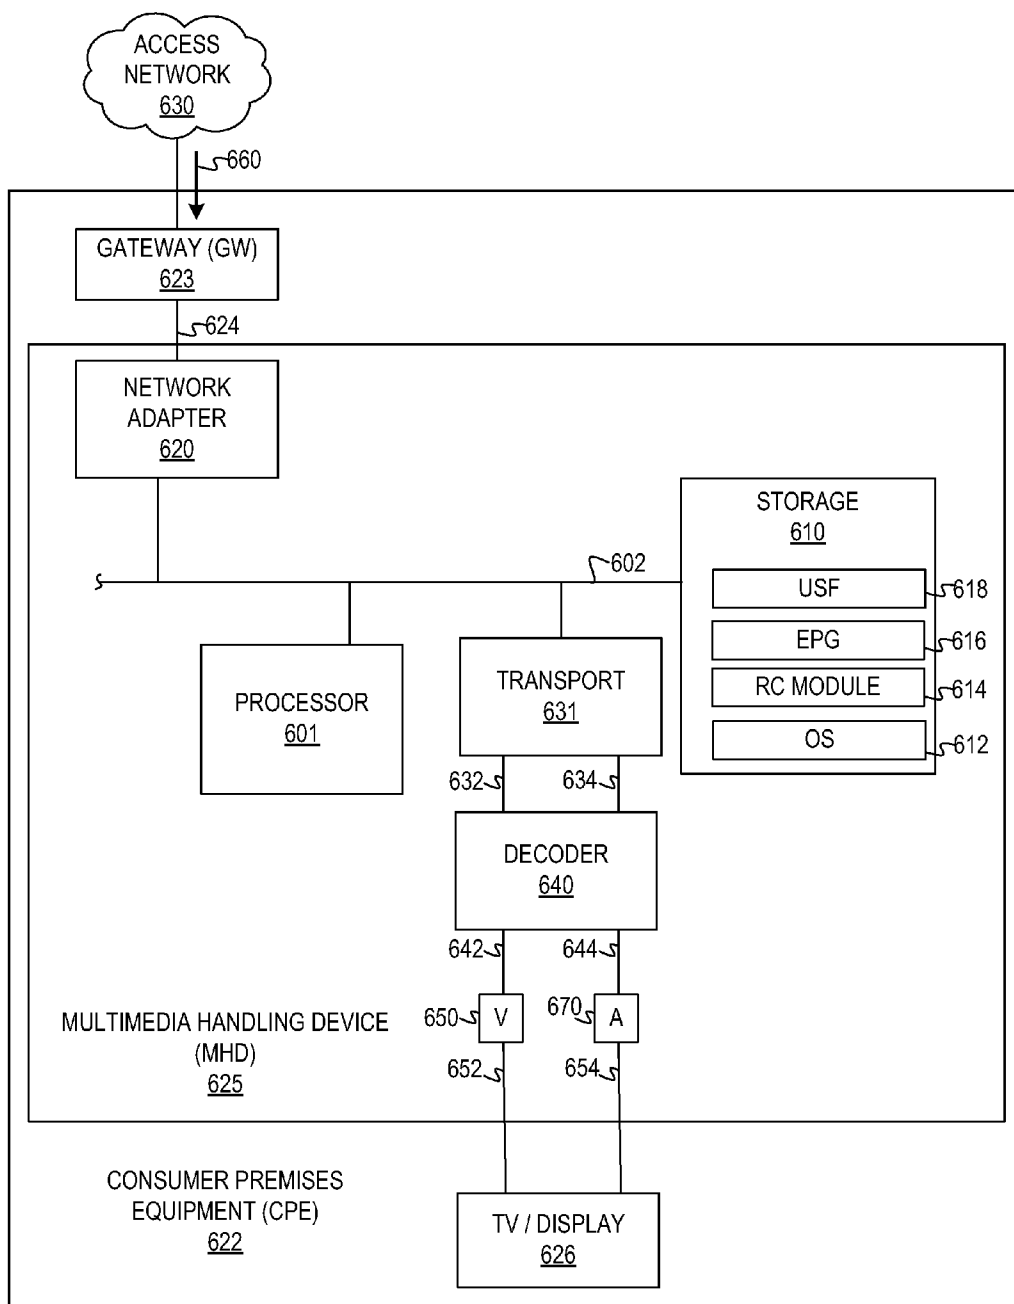 ACCESS
NETWORK
630
660
GATEWAY (GW)
623
624
NETWORK
ADAPTER
620
STORAGE
610
602
USF
618
EPG
616
RC MODULE
614
OS
612
PROCESSOR
601
TRANSPORT
631
632
634
DECODER
640
642
644
650
V
670
A
MULTIMEDIA HANDLING DEVICE
(MHD)
625
652
654
CONSUMER PREMISES
EQUIPMENT (CPE)
622
TV / DISPLAY
626